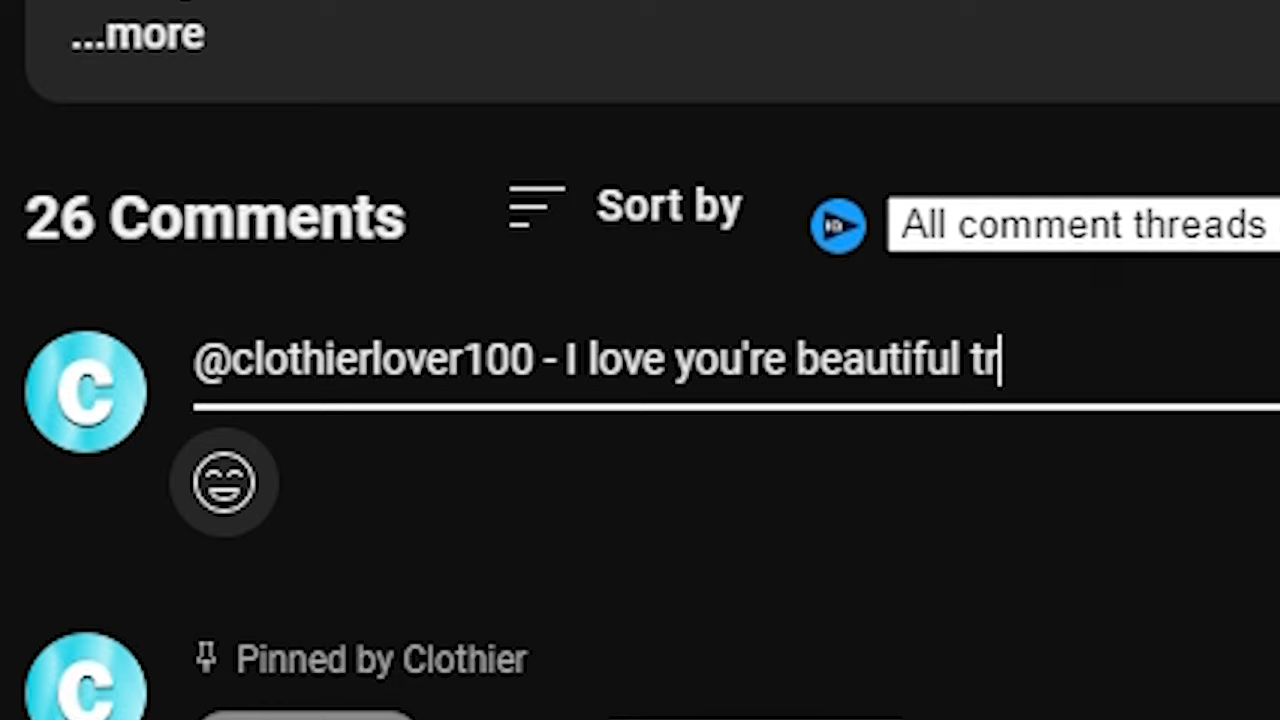 ...more
26 Comments
Sort by
All comment threads
C
@clothierlover100 - I love you're beautiful tr
C
Pinned by Clothier